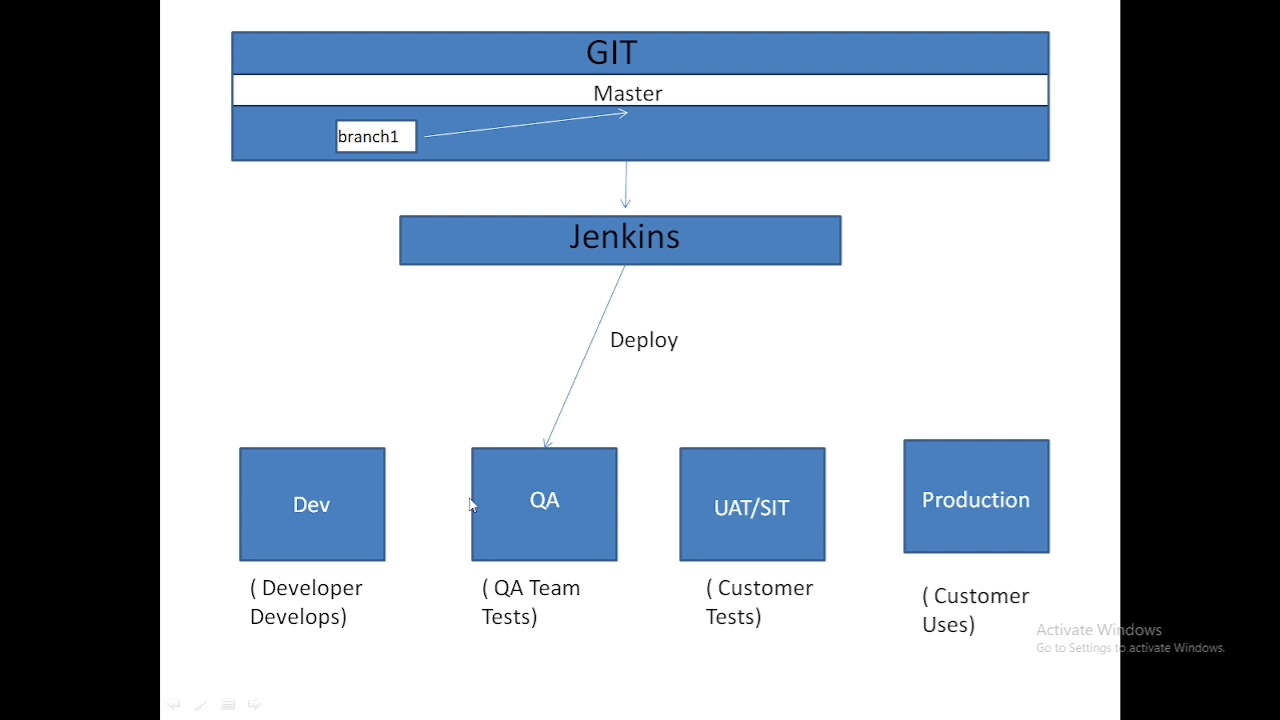 GIT
Master
branch1
Jenkins
Deploy
Dev
QA
UAT/SIT
Production
( Developer
Develops)
( QA Team
Tests)
( Customer
Tests)
( Customer
Uses)
Activate Windows
Go to Settings to activate Windows.